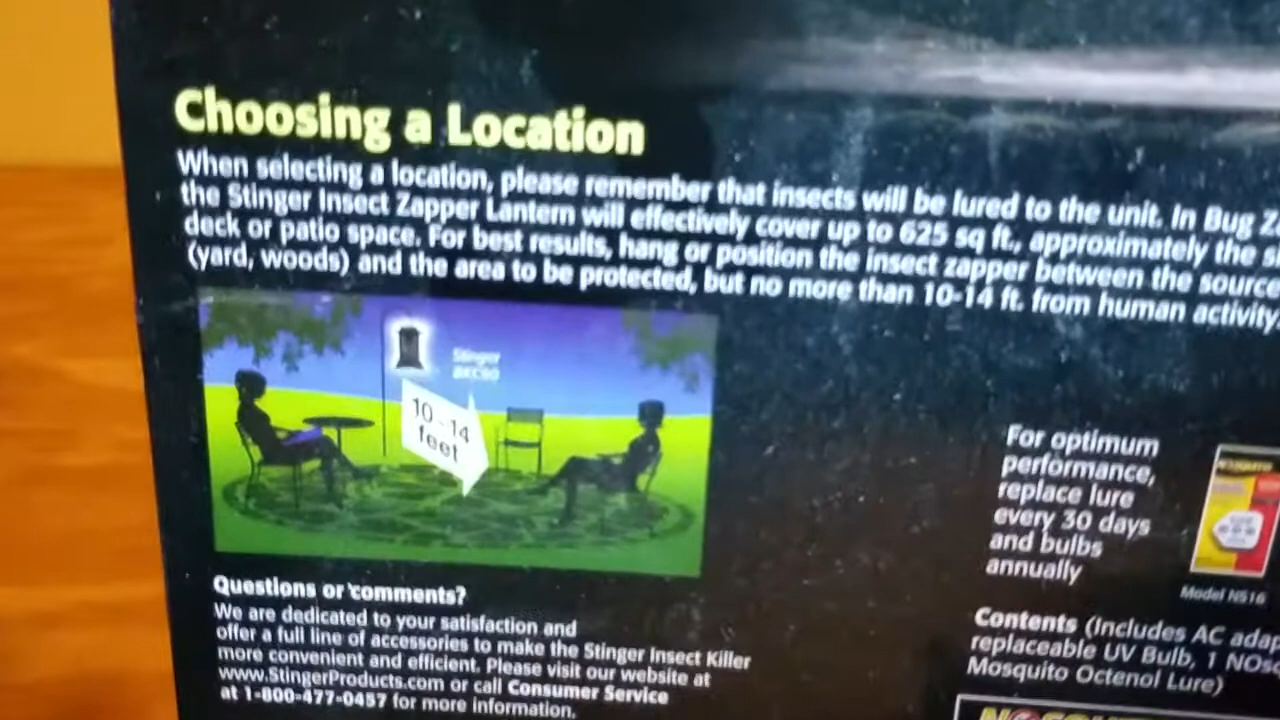 Choosing a Location
When selecting a location, please remember that insects will be lured to the unit. In Bug
the Stinger Insect Zapper Lantern will effectively cover up to 625 sq ft., approximately the
deck or patio space. For best results, hang or position the insect zapper between the source
(yard, woods) and the area to be protected, but no more than 10-14 ft. from human activity.
Stinger
10-14
feet
For optimum
performance,
replace lure
every 30 days
and bulbs
annually
Model NS16
Questions or comments?
We are dedicated to your satisfaction and
offer a full line of accessories to make the Stinger Insect Killer
more convenient and efficient. Please visit our website at
www.StingerProducts.com or call Consumer Service
at 1-800-477-0457 for more information.
Contents (Includes AC
replaceable UV Bulb, 1
Mosquito Octenol Lure)